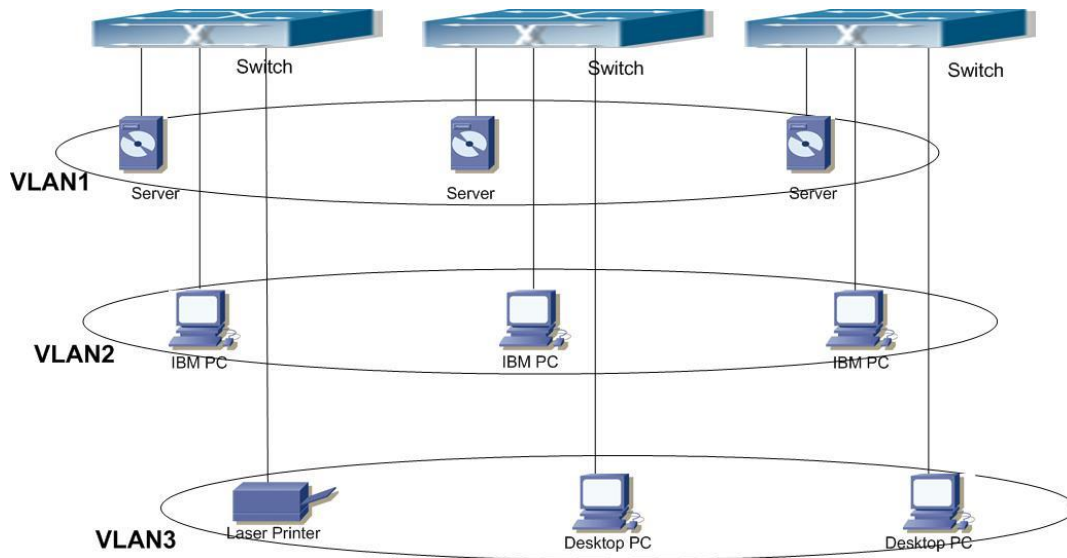 Switch
Switch
Switch
VLAN1
Server
Server
Server
VLAN2
IBM PC
IBM PC
IBM PC
VLAN3
Laser Printer
Desktop PC
Desktop PC